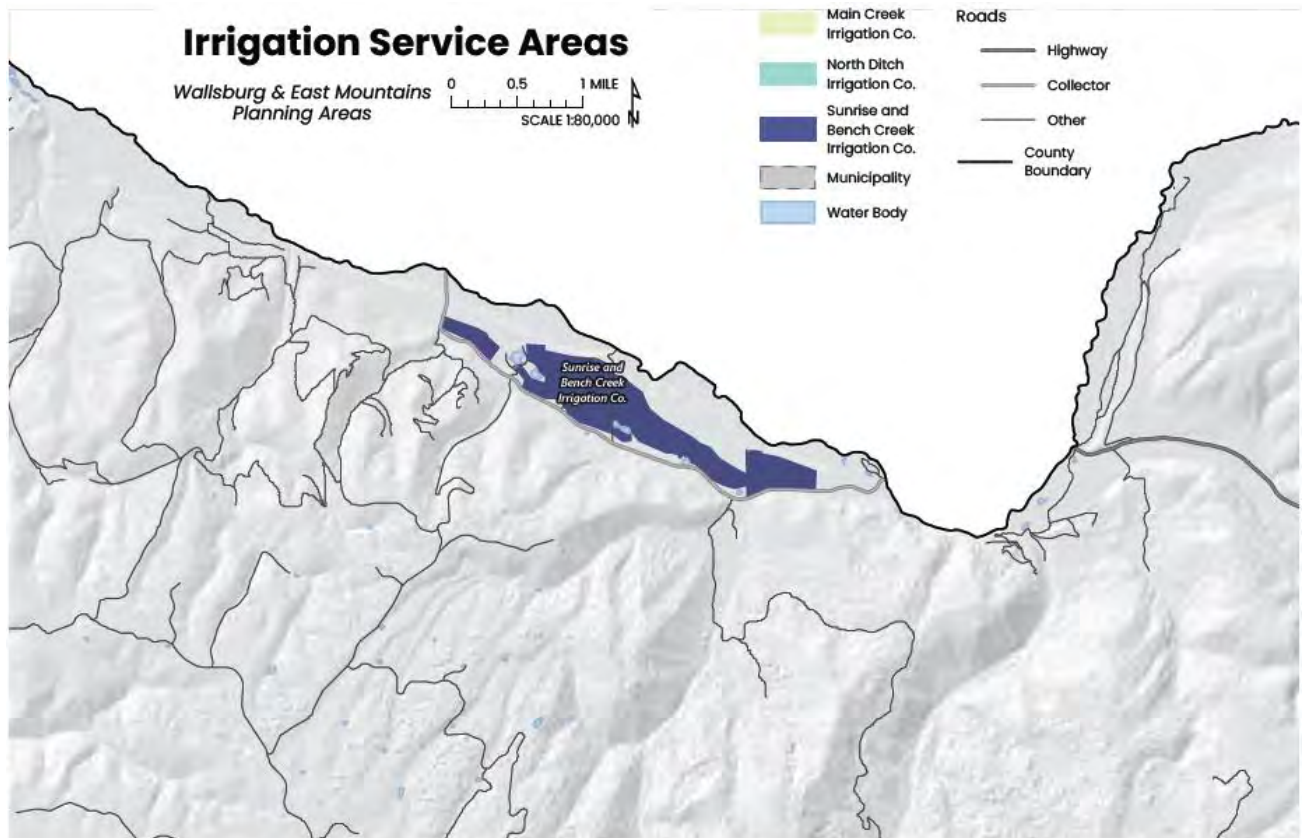 Irrigation Service Areas
Wallsburg & East Mountains
Planning Areas
0 0.5 1 MILE
SCALE 1:80,000
N
Main Creek
Irrigation Co.
North Ditch
Irrigation Co.
Sunrise and
Bench Creek
Irrigation Co.
Municipality
Water Body
Roads
Highway
Collector
Other
County
Boundary
Sunrise and
Bench Creek
Irrigation Co.